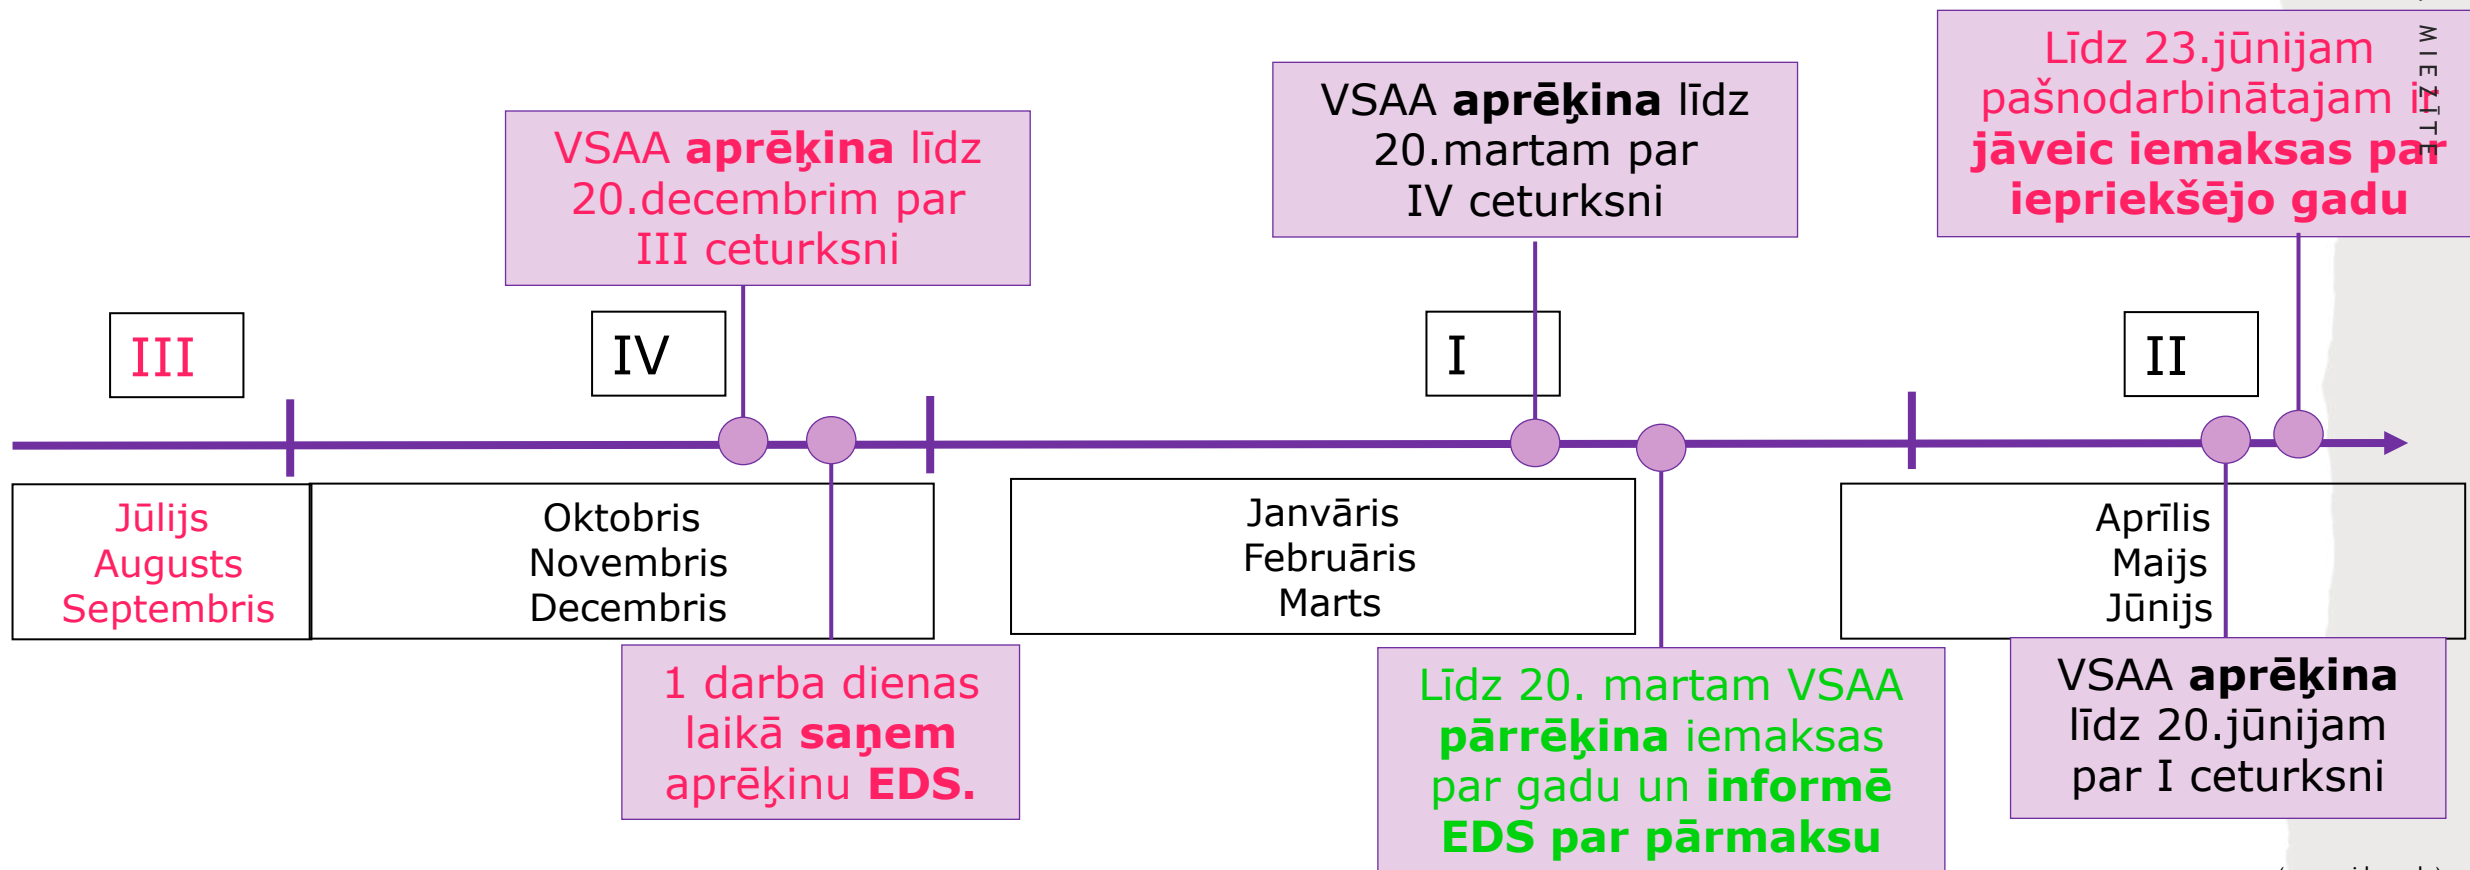 MIEZĪTE
Līdz 23.jūnijam
pašnodarbinātajam ir
jāveic iemaksas par
iepriekšējo gadu
VSAA aprēķina līdz
20.martam par
IV ceturksni
VSAA aprēķina līdz
20.decembrim par
III ceturksni
III
IV
I
II
Jūlijs
Augusts
Septembris
Oktobris
Novembris
Decembris
Janvāris
Februāris
Marts
Aprīlis
Maijs
Jūnijs
1 darba dienas
laikā saņem
aprēķinu EDS.
Līdz 20. martam VSAA
pārrēķina iemaksas
par gadu un informē
EDS par pārmaksu
VSAA aprēķina
līdz 20.jūnijam
par I ceturksni